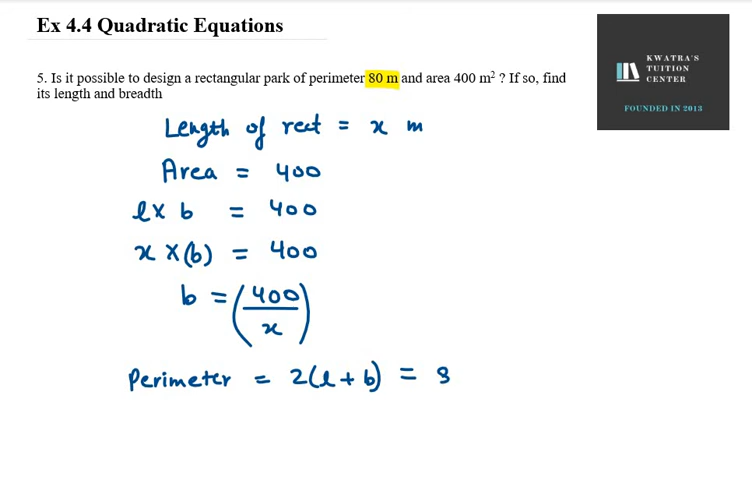 Ex 4.4 Quadratic Equations
KWATRA'S
TUITION
CENTER
FOUNDED IN 2013
5. Is it possible to design a rectangular park of perimeter 80 m and area 400 m² ? If so, find
its length and breadth
Length of rect = x m
Area = 400
l x b = 400
x x (b) = 400
b = (400/x)
Perimeter = 2(l + b) = 8